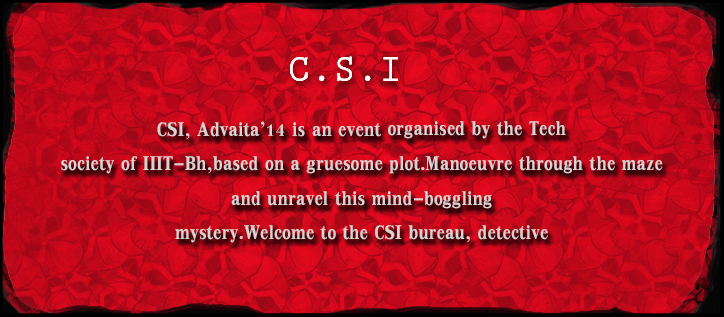 C.S.I
CSI, Advaita'14 is an event organised by the Tech
society of IIIT-Bh,based on a gruesome plot.Manoeuvre through the maze
and unravel this mind-boggling
mystery.Welcome to the CSI bureau, detective